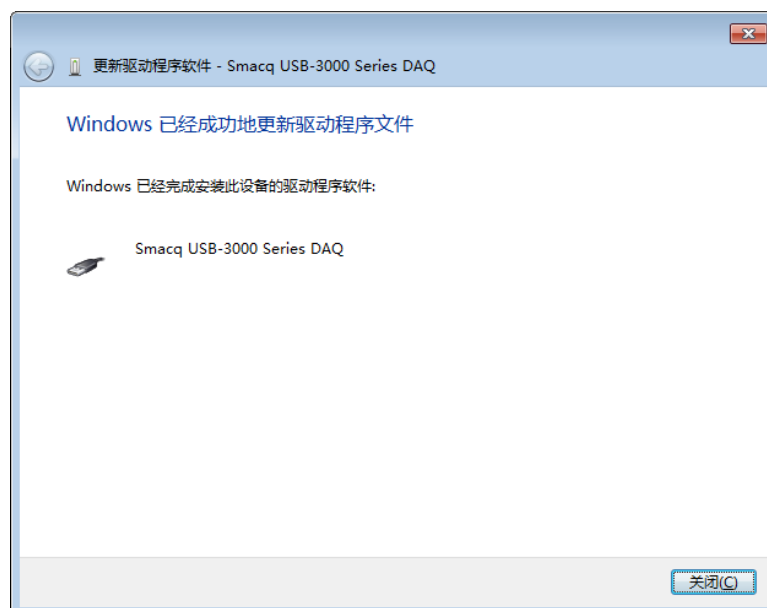 更新驱动程序软件 - Smacq USB-3000 Series DAQ
Windows 已经成功地更新驱动程序文件
Windows 已经完成安装此设备的驱动程序软件:
Smacq USB-3000 Series DAQ
关闭(C)